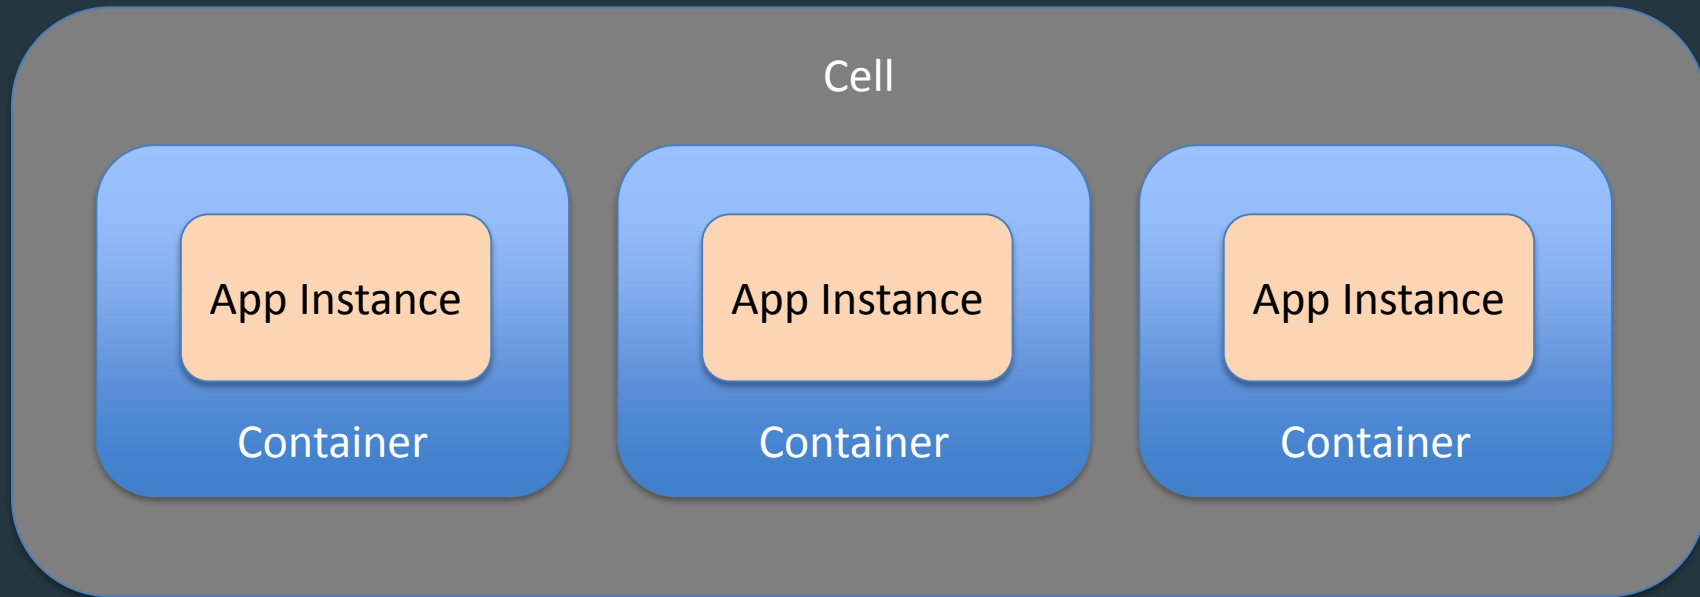 Cell
App Instance
App Instance
App Instance
Container
Container
Container